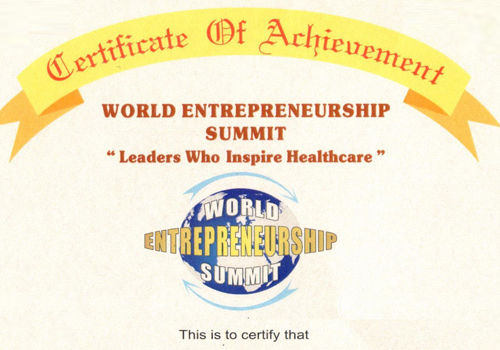 Certificate Of Achievement
WORLD ENTREPRENEURSHIP
SUMMIT
“ Leaders Who Inspire Healthcare ”
WORLD
ENTREPRENEURSHIP
SUMMIT
This is to certify that